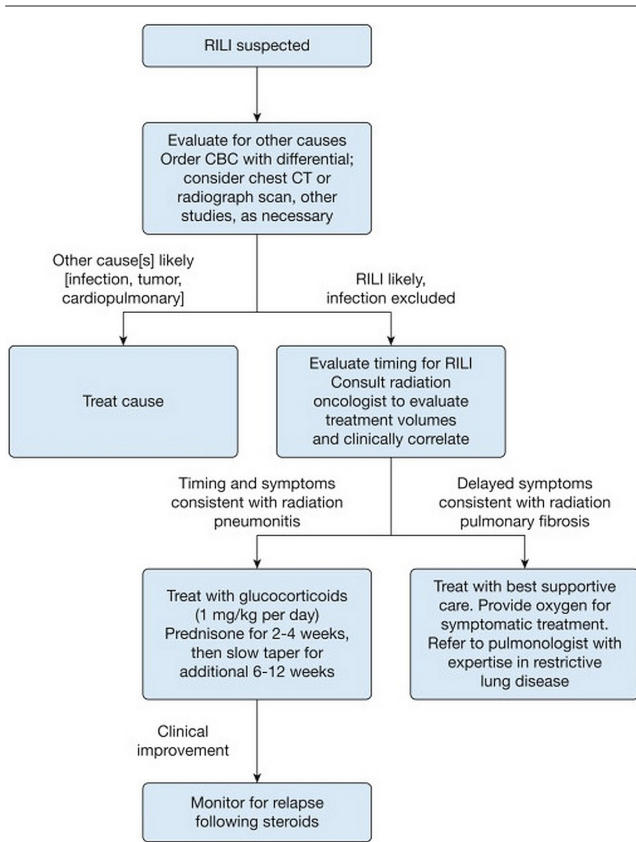 RILI suspected
Evaluate for other causes
Order CBC with differential;
consider chest CT or
radiograph scan, other
studies, as necessary
Other cause[s] likely
[infection, tumor,
cardiopulmonary]
RILI likely,
infection excluded
Treat cause
Evaluate timing for RILI
Consult radiation
oncologist to evaluate
treatment volumes
and clinically correlate
Timing and symptoms
consistent with radiation
pneumonitis
Delayed symptoms
consistent with radiation
pulmonary fibrosis
Treat with glucocorticoids
(1 mg/kg per day)
Prednisone for 2-4 weeks,
then slow taper for
additional 6-12 weeks
Treat with best supportive
care. Provide oxygen for
symptomatic treatment.
Refer to pulmonologist with
expertise in restrictive
lung disease
Clinical
improvement
Monitor for relapse
following steroids